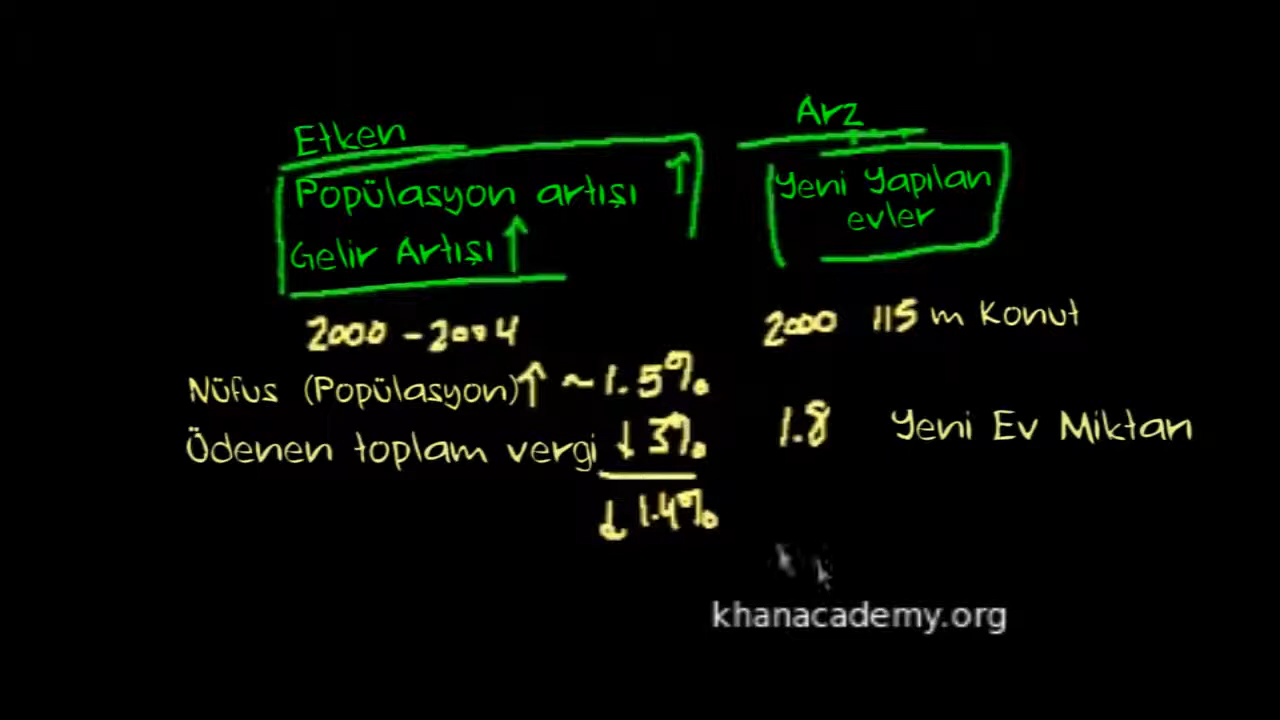 Etken
Popülasyon artışı ↑
Gelir Artışı ↑
2000 - 2004
Nüfus (Popülasyon) ↑ ~ 1.5%
Ödenen toplam vergi ↓ 3%
↓ 1.4%
Arz
Yeni Yapılan
evler
2000 115 m Konut
1.8 Yeni Ev Miktarı
khanacademy.org